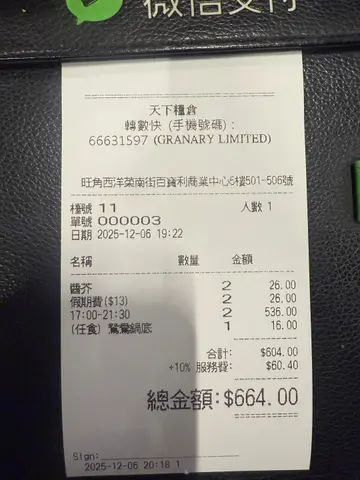 微信支付
天下糧倉
轉數快 (手機號碼) :
66631597 (GRANARY LIMITED)
旺角西洋菜南街百寶利商業中心5樓501-506號
檯號 11 人數 1
單號 000003
日期 2025-12-06 19:22
名稱 數量 金額
醬芥 2 26.00
假期費($13) 2 26.00
17:00-21:30 2 536.00
(任食) 鴛鴦鍋底 1 16.00
合計: $604.00
+10% 服務費: $60.40
總金額:$664.00
Sign:
2025-12-06 20:18 1